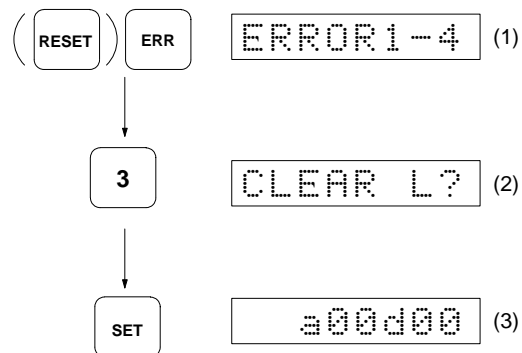 ( RESET ) ERR ERROR1-4 (1)
3 CLEAR L? (2)
SET a00d00 (3)